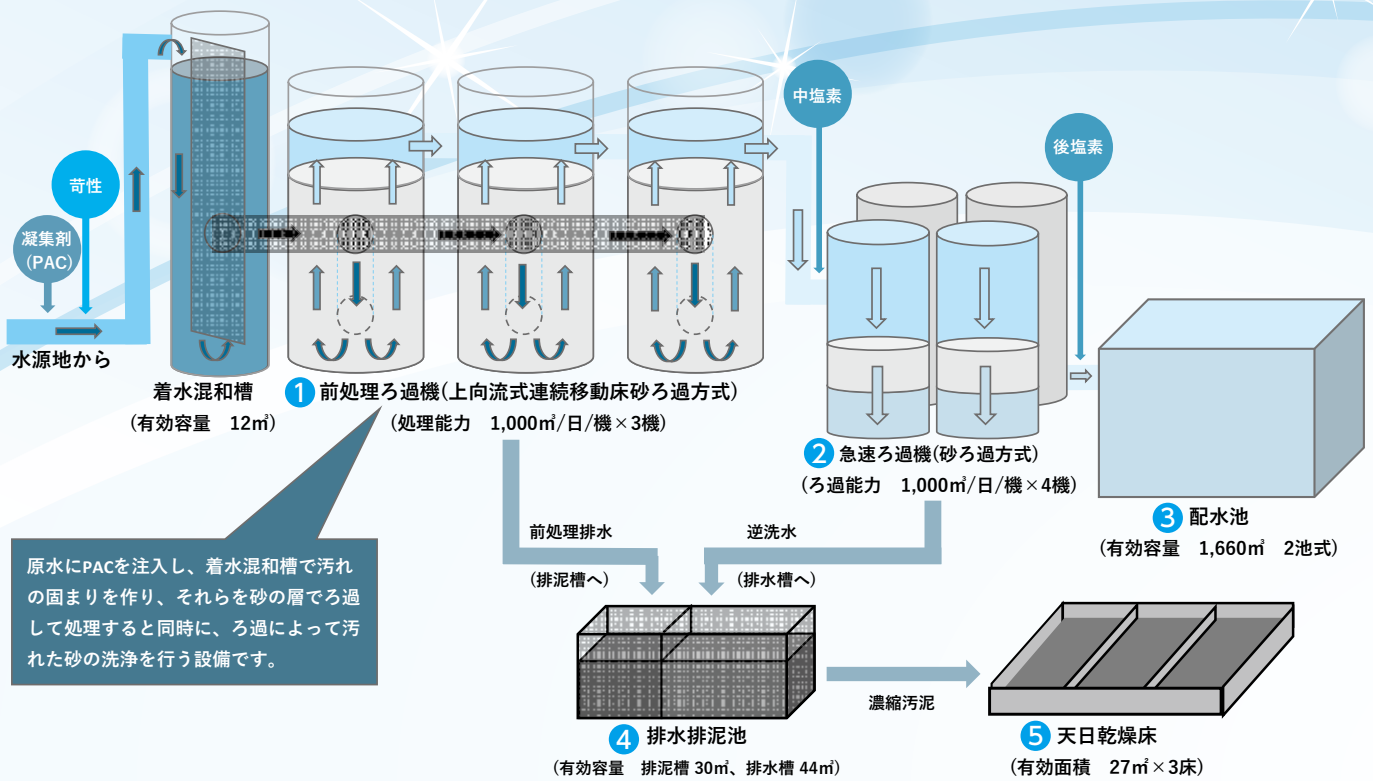 凝集剤
(PAC)
苛性
水源地から
着水混和槽
(有効容量 12㎥)
1 前処理ろ過機(上向流式連続移動床砂ろ過方式)
(処理能力 1,000㎥/日/機×3機)
原水にPACを注入し、着水混和槽で汚れ
の固まりを作り、それらを砂の層でろ過
して処理すると同時に、ろ過によって汚
れた砂の洗浄を行う設備です。
中塩素
後塩素
2 急速ろ過機(砂ろ過方式)
(ろ過能力 1,000㎥/日/機×4機)
3 配水池
(有効容量 1,660㎥ 2池式)
前処理排水
(排泥槽へ)
逆洗水
(排水槽へ)
4 排水排泥池
(有効容量 排泥槽 30㎥、排水槽 44㎥)
濃縮汚泥
5 天日乾燥床
(有効面積 27㎡×3床)